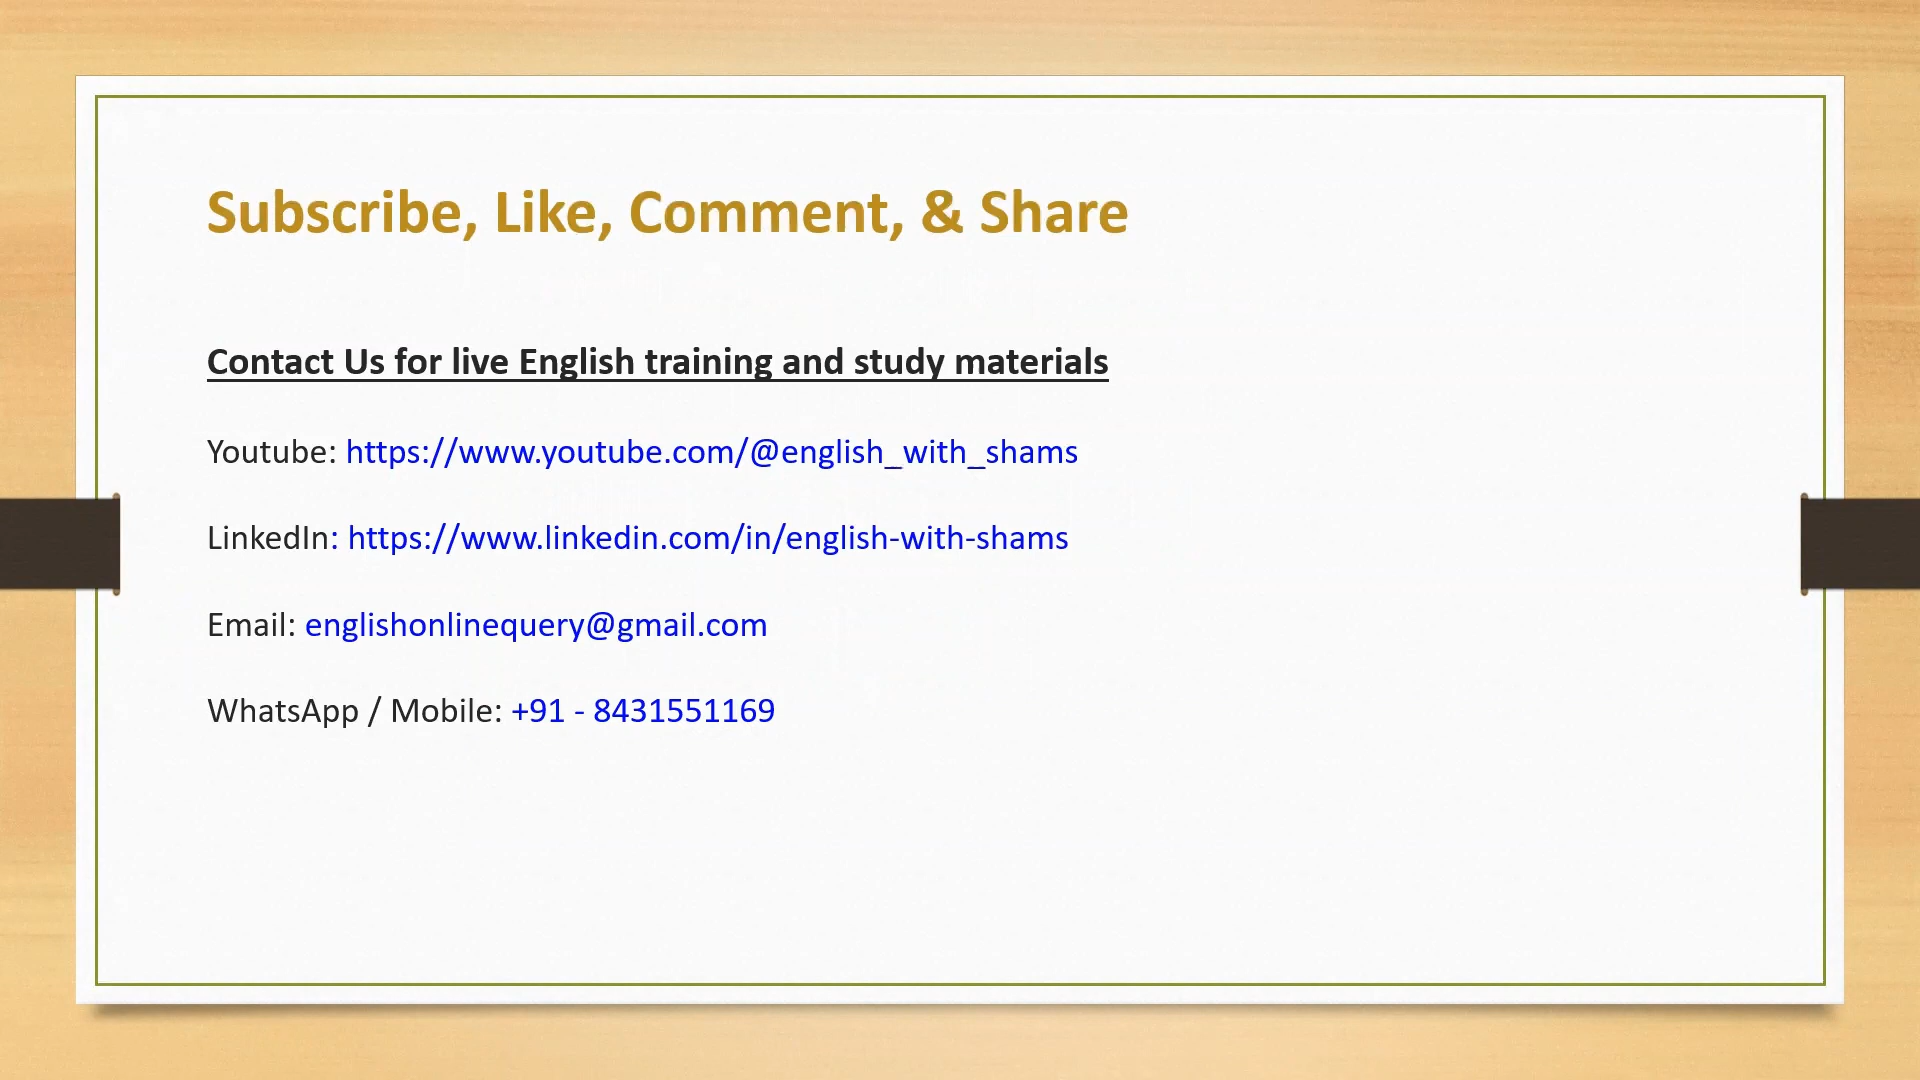 Subscribe, Like, Comment, & Share
Contact Us for live English training and study materials
Youtube: https://www.youtube.com/@english_with_shams
LinkedIn: https://www.linkedin.com/in/english-with-shams
Email: englishonlinequery@gmail.com
WhatsApp / Mobile: +91 - 8431551169